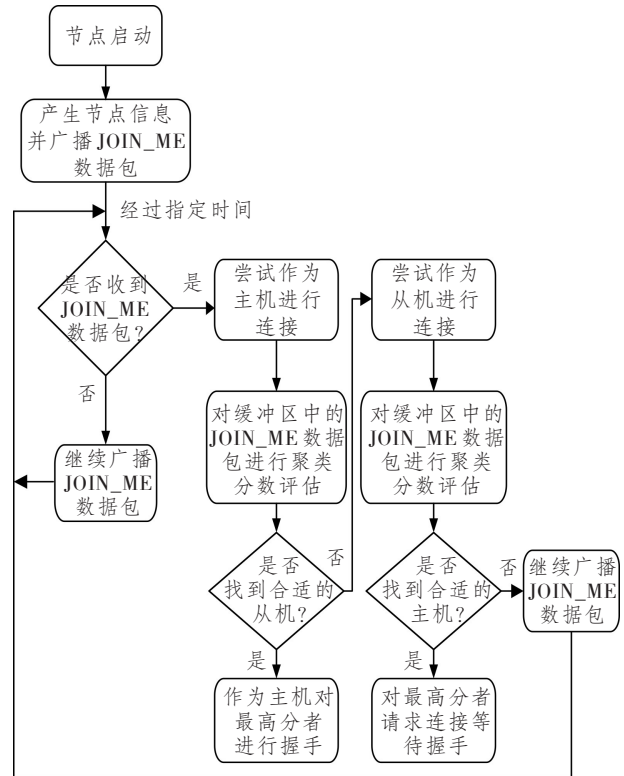 节点启动
产生节点信息
并广播JOIN_ME
数据包
经过指定时间
是否收到
JOIN_ME
数据包?
是
否
继续广播
JOIN_ME
数据包
尝试作为
主机进行
连接
对缓冲区中的
JOIN_ME数据
包进行聚类
分数评估
是否
找到合适的
从机?
否
是
作为主机对
最高分者
进行握手
尝试作为
从机进行
连接
对缓冲区中的
JOIN_ME数据
包进行聚类
分数评估
是否
找到合适的
主机?
否
是
对最高分者
请求连接等
待握手
继续广播
JOIN_ME
数据包